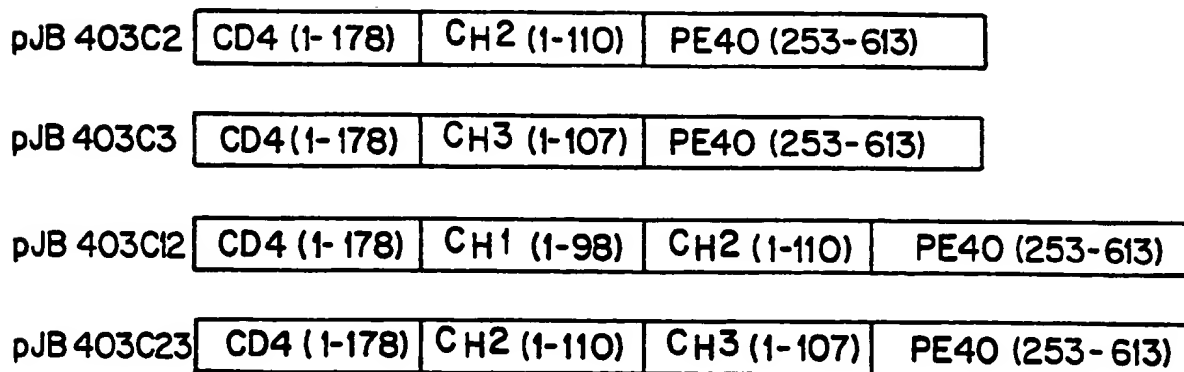 pJB 403C2 CD4 (1-178) CH2 (1-110) PE40 (253-613)
pJB 403C3 CD4 (1-178) CH3 (1-107) PE40 (253-613)
pJB 403C12 CD4 (1-178) CH1 (1-98) CH2 (1-110) PE40 (253-613)
pJB 403C23 CD4 (1-178) CH2 (1-110) CH3 (1-107) PE40 (253-613)